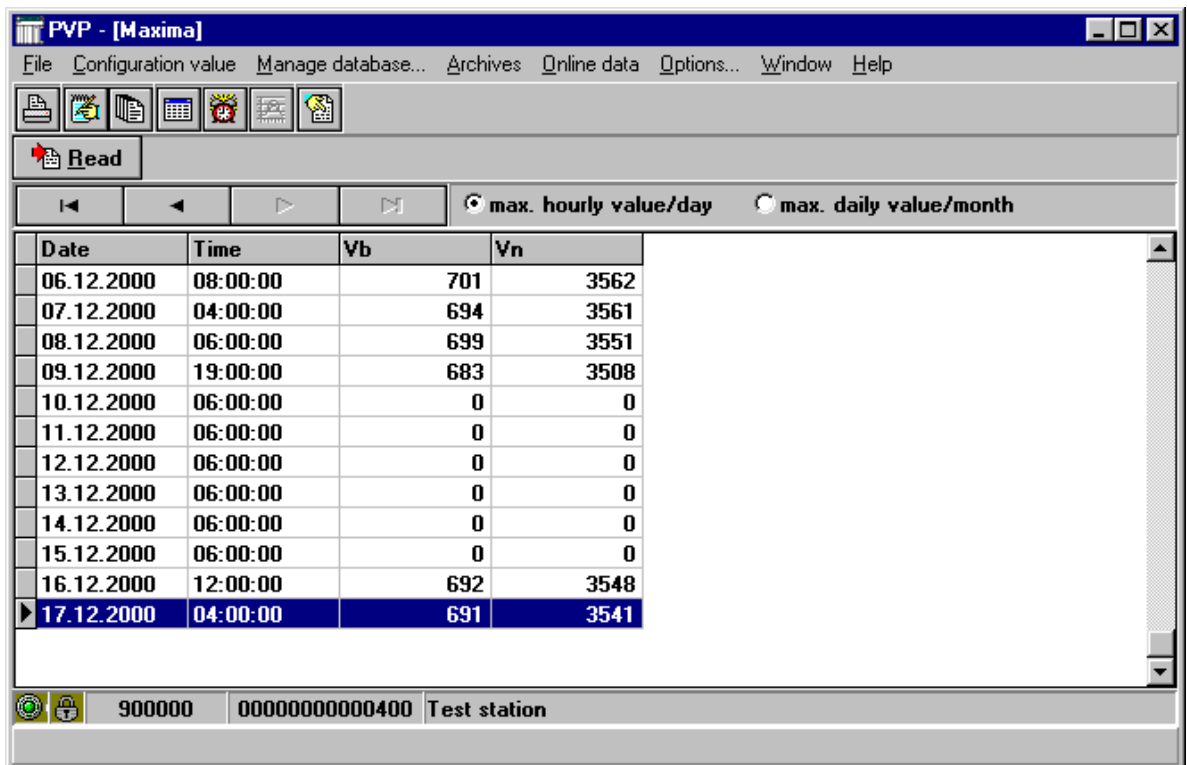 PVP - [Maxima]
File Configuration value Manage database... Archives Online data Options... Window Help
Read
max. hourly value/day max. daily value/month
Date Time Vb Vn
06.12.2000 08:00:00 701 3562
07.12.2000 04:00:00 694 3561
08.12.2000 06:00:00 699 3551
09.12.2000 19:00:00 683 3508
10.12.2000 06:00:00 0 0
11.12.2000 06:00:00 0 0
12.12.2000 06:00:00 0 0
13.12.2000 06:00:00 0 0
14.12.2000 06:00:00 0 0
15.12.2000 06:00:00 0 0
16.12.2000 12:00:00 692 3548
17.12.2000 04:00:00 691 3541
900000 00000000000400 Test station